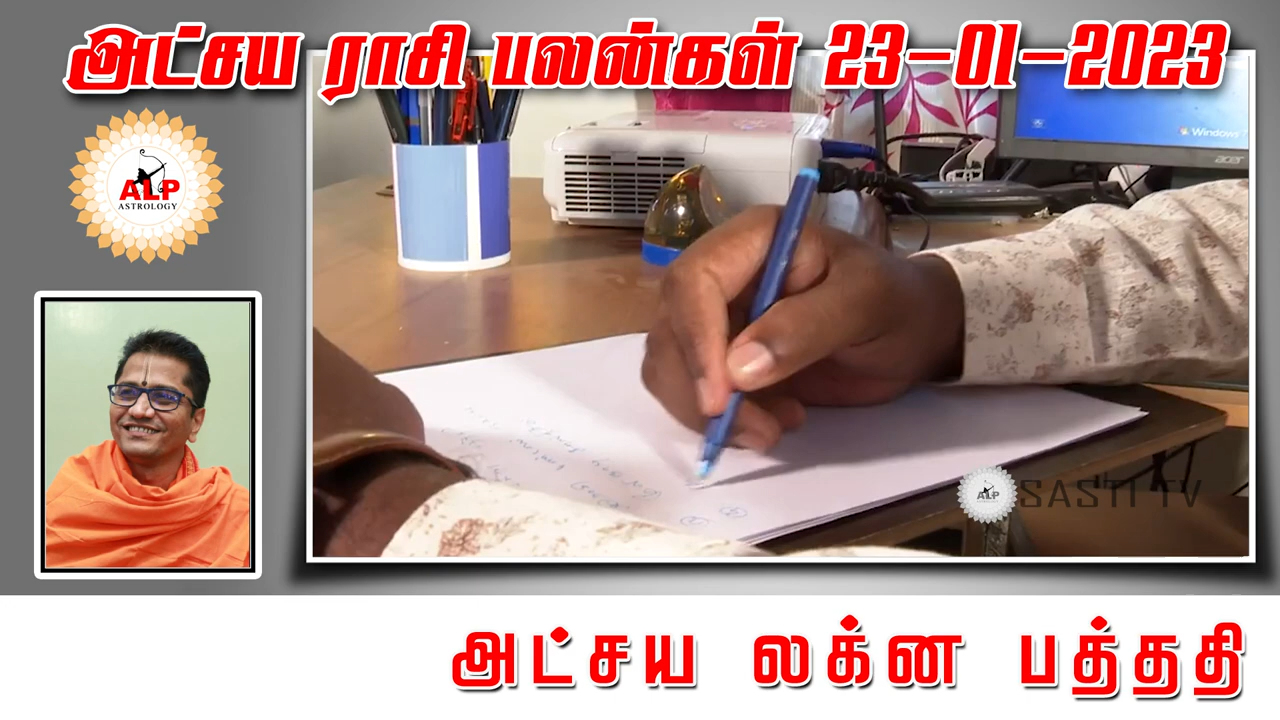 அட்சய ராசி பலன்கள் 23-01-2023
ALP
ASTROLOGY
Windows 7
acer
ALP SASTI TV
அட்சய லக்ன பத்ததி